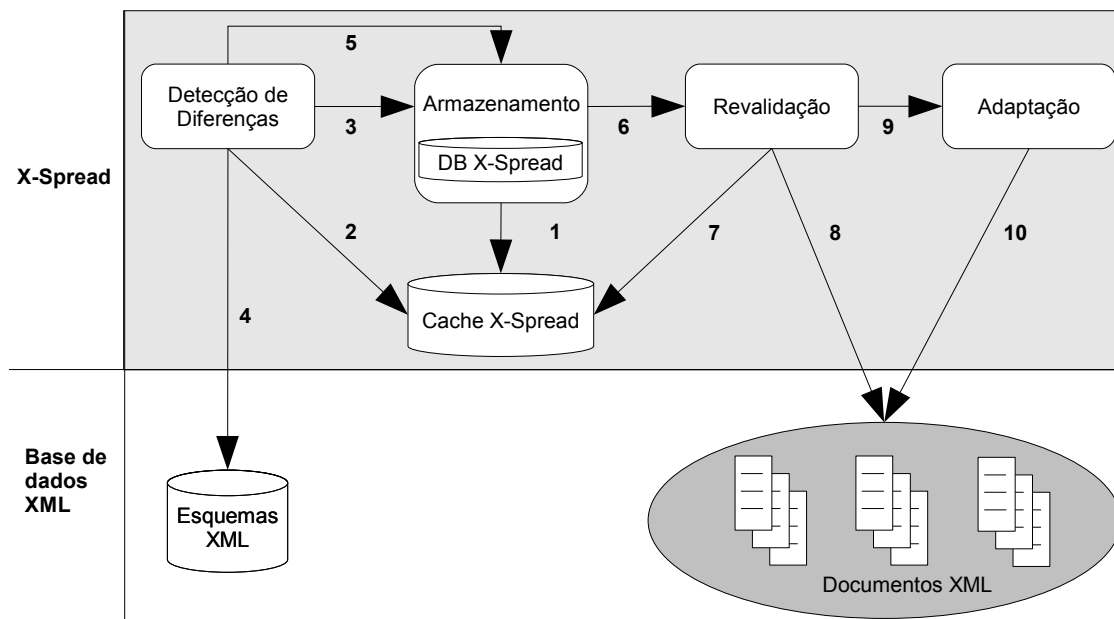 5
Detecção de
Diferenças
3
Armazenamento
DB X-Spread
6
Revalidação
9
Adaptação
X-Spread
2
1
7
8
10
4
Cache X-Spread
Base de
dados
XML
Esquemas
XML
Documentos XML